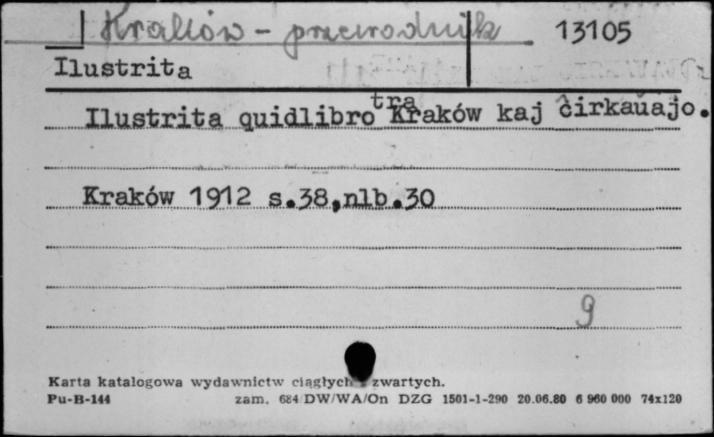 Kraków - przewodnik 13105
Ilustrita
Ilustrita quidlibro tra Kraków kaj ĉirkaŭajo.
Kraków 1912 s.38,nlb.30
9
Karta katalogowa wydawnictw ciągłych i zwartych.
Pu-B-144 zam. 684/DW/WA/On DZG 1501-1-290 20.06.80 6 960 000 74x120